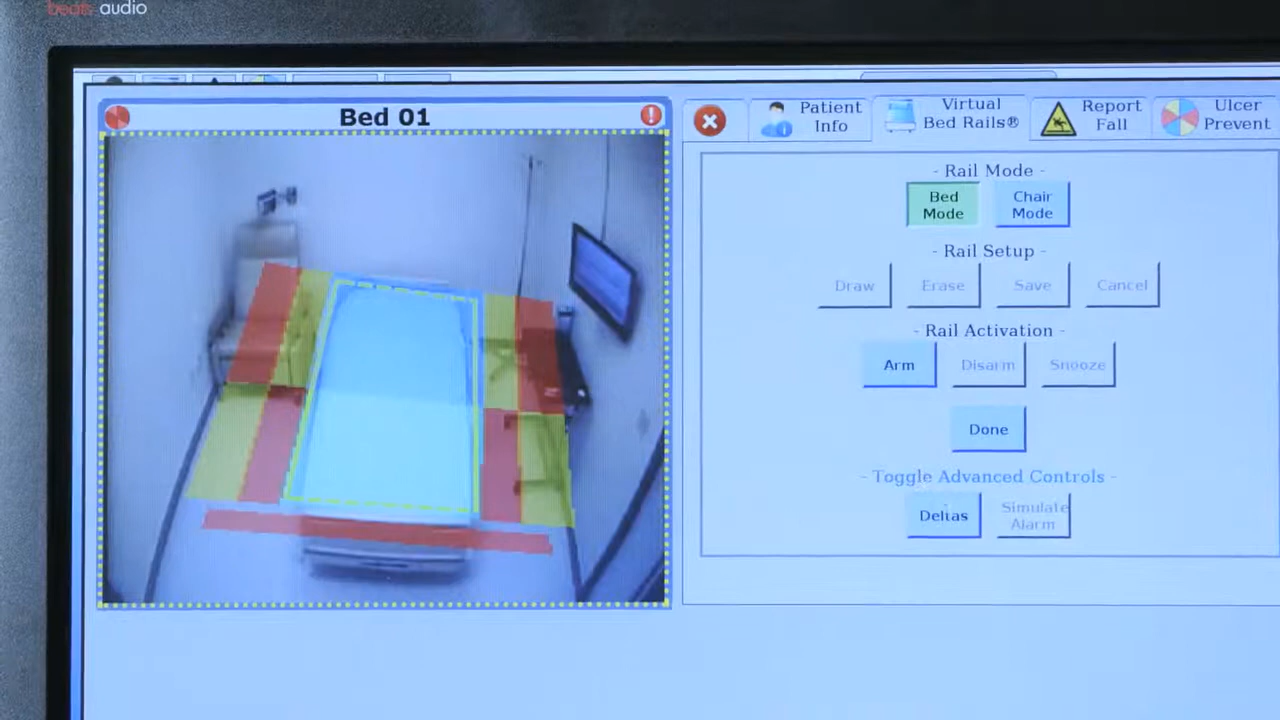 beats audio
Bed 01
Patient
Info
Virtual
Bed Rails®
Report
Fall
Ulcer
Prevent
- Rail Mode -
Bed
Mode
Chair
Mode
- Rail Setup -
Draw Erase Save Cancel
- Rail Activation -
Arm Disarm Snooze
Done
- Toggle Advanced Controls -
Deltas
Simulate
Alarm